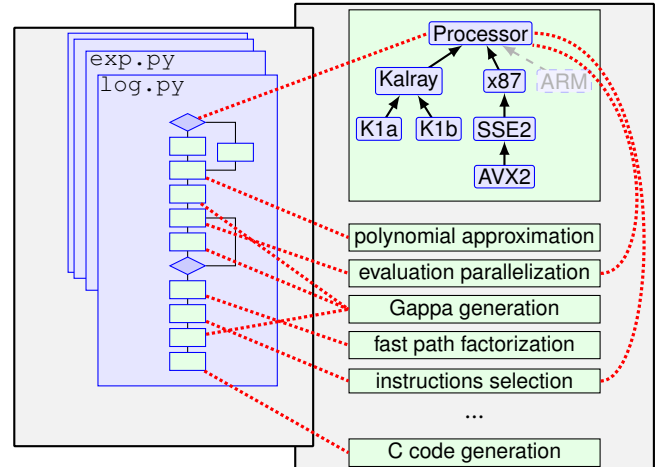 exp.py
log.py
Processor
Kalray
x87
ARM
K1a
K1b
SSE2
AVX2
polynomial approximation
evaluation parallelization
Gappa generation
fast path factorization
instructions selection
...
C code generation